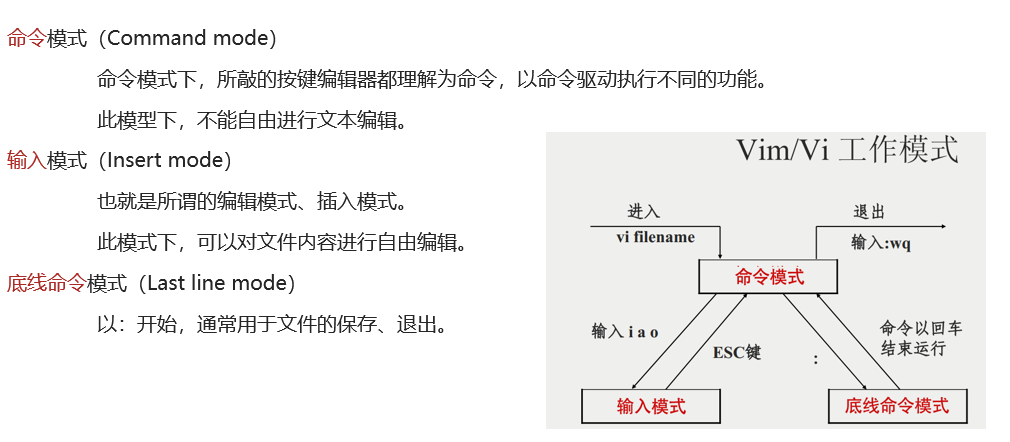 命令模式（Command mode）
命令模式下，所敲的按键编辑器都理解为命令，以命令驱动执行不同的功能。
此模型下，不能自由进行文本编辑。
输入模式（Insert mode）
也就是所谓的编辑模式、插入模式。
此模式下，可以对文件内容进行自由编辑。
底线命令模式（Last line mode）
以：开始，通常用于文件的保存、退出。
Vim/Vi 工作模式
进入
vi filename
退出
输入:wq
命令模式
输入 i a o
ESC键
:
命令以回车
结束运行
输入模式
底线命令模式